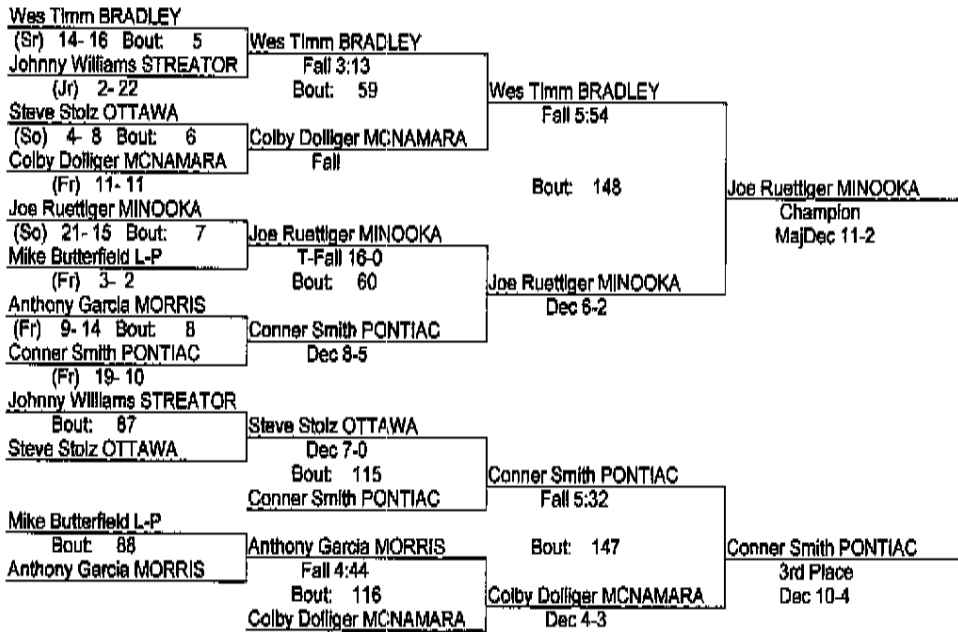 Wes Timm BRADLEY
(Sr) 14- 16 Bout: 5
Johnny Williams STREATOR
(Jr) 2- 22
Steve Stolz OTTAWA
(So) 4- 8 Bout: 6
Colby Dolliger MCNAMARA
(Fr) 11- 11
Joe Ruettiger MINOOKA
(So) 21- 15 Bout: 7
Mike Butterfield L-P
(Fr) 3- 2
Anthony Garcia MORRIS
(Fr) 9- 14 Bout: 8
Conner Smith PONTIAC
(Fr) 19- 10
Wes Timm BRADLEY
Fall 3:13
Bout: 59
Colby Dolliger MCNAMARA
Fall
Joe Ruettiger MINOOKA
T-Fall 16-0
Bout: 60
Conner Smith PONTIAC
Dec 8-5
Wes Timm BRADLEY
Fall 5:54
Bout: 148
Joe Ruettiger MINOOKA
Dec 6-2
Joe Ruettiger MINOOKA
Champion
MajDec 11-2
Johnny Williams STREATOR
Bout: 87
Steve Stolz OTTAWA
Mike Butterfield L-P
Bout: 88
Anthony Garcia MORRIS
Steve Stolz OTTAWA
Dec 7-0
Bout: 115
Conner Smith PONTIAC
Anthony Garcia MORRIS
Fall 4:44
Bout: 116
Colby Dolliger MCNAMARA
Conner Smith PONTIAC
Fall 5:32
Bout: 147
Colby Dolliger MCNAMARA
Dec 4-3
Conner Smith PONTIAC
3rd Place
Dec 10-4